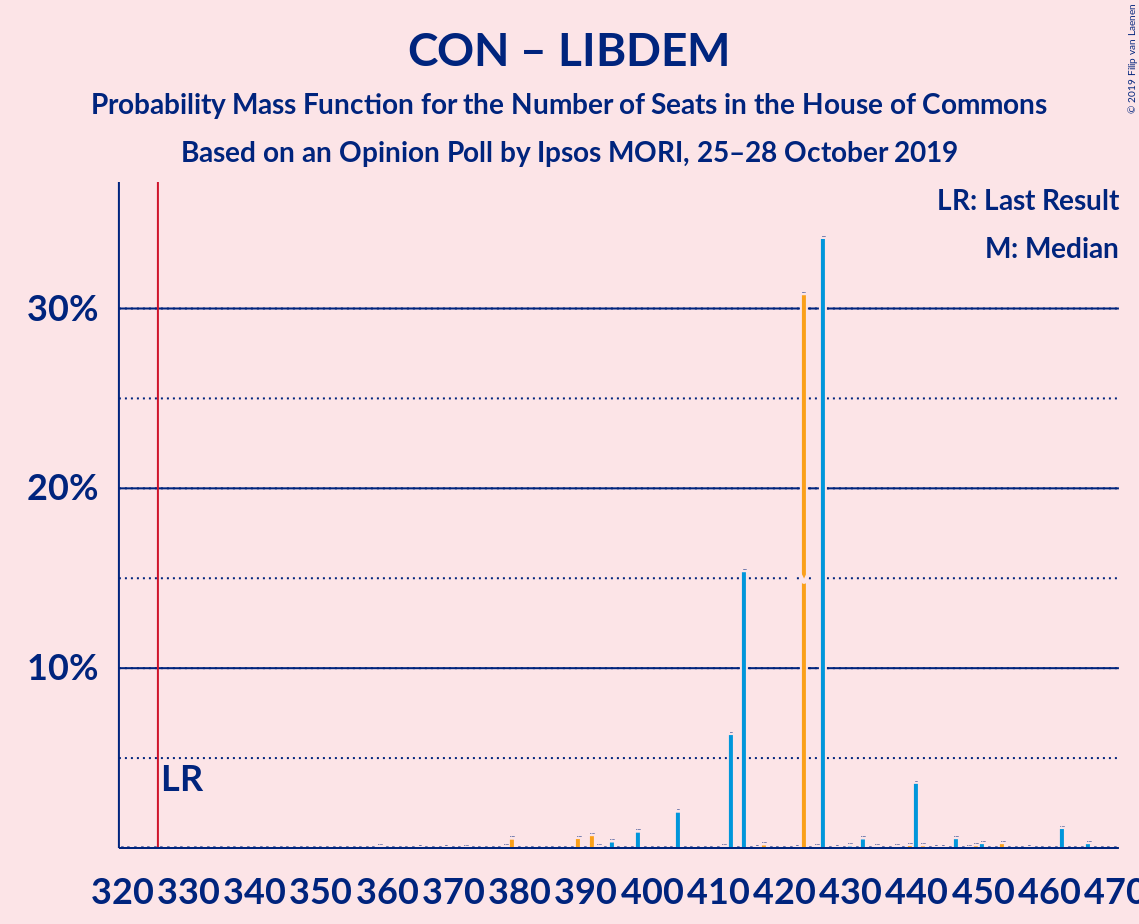 CON – LIBDEM
Probability Mass Function for the Number of Seats in the House of Commons
Based on an Opinion Poll by Ipsos MORI, 25–28 October 2019
© 2019 Filip van Laenen
LR: Last Result
M: Median
30%
20%
10%
LR
320 330 340 350 360 370 380 390 400 410 420 430 440 450 460 470